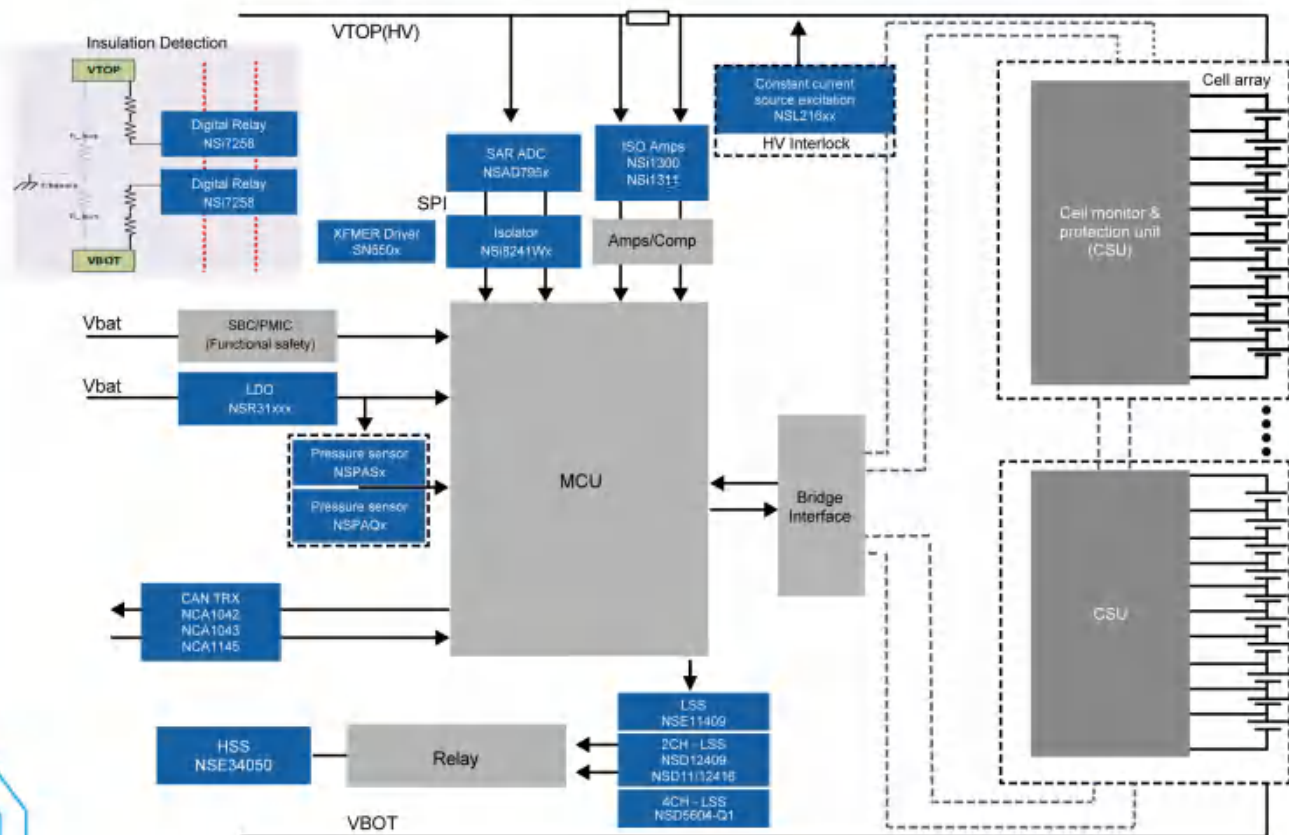 VTOP(HV)
Insulation Detection
VTOP
Digital Relay
NSi7258
Digital Relay
NSi7258
VBOT
SPI
SAR ADC
NSAD795x
ISO Amps
NSi1300
NSi1311
Constant current
source excitation
NSL216xx
HV Interlock
XFMER Driver
SN650x
Isolator
NSi8241Wx
Amps/Comp
Cell array
Cell monitor &
protection unit
(CSU)
Vbat
SBC/PMIC
(Functional safety)
Vbat
LDO
NSR31xxx
Pressure sensor
NSPASx
Pressure sensor
NSPAQx
MCU
Bridge
Interface
CSU
CAN TRX
NCA1042
NCA1043
NCA1145
HSS
NSE34050
Relay
LSS
NSE11409
2CH - LSS
NSD12409
NSD11/12416
4CH - LSS
NSD5604-Q1
VBOT